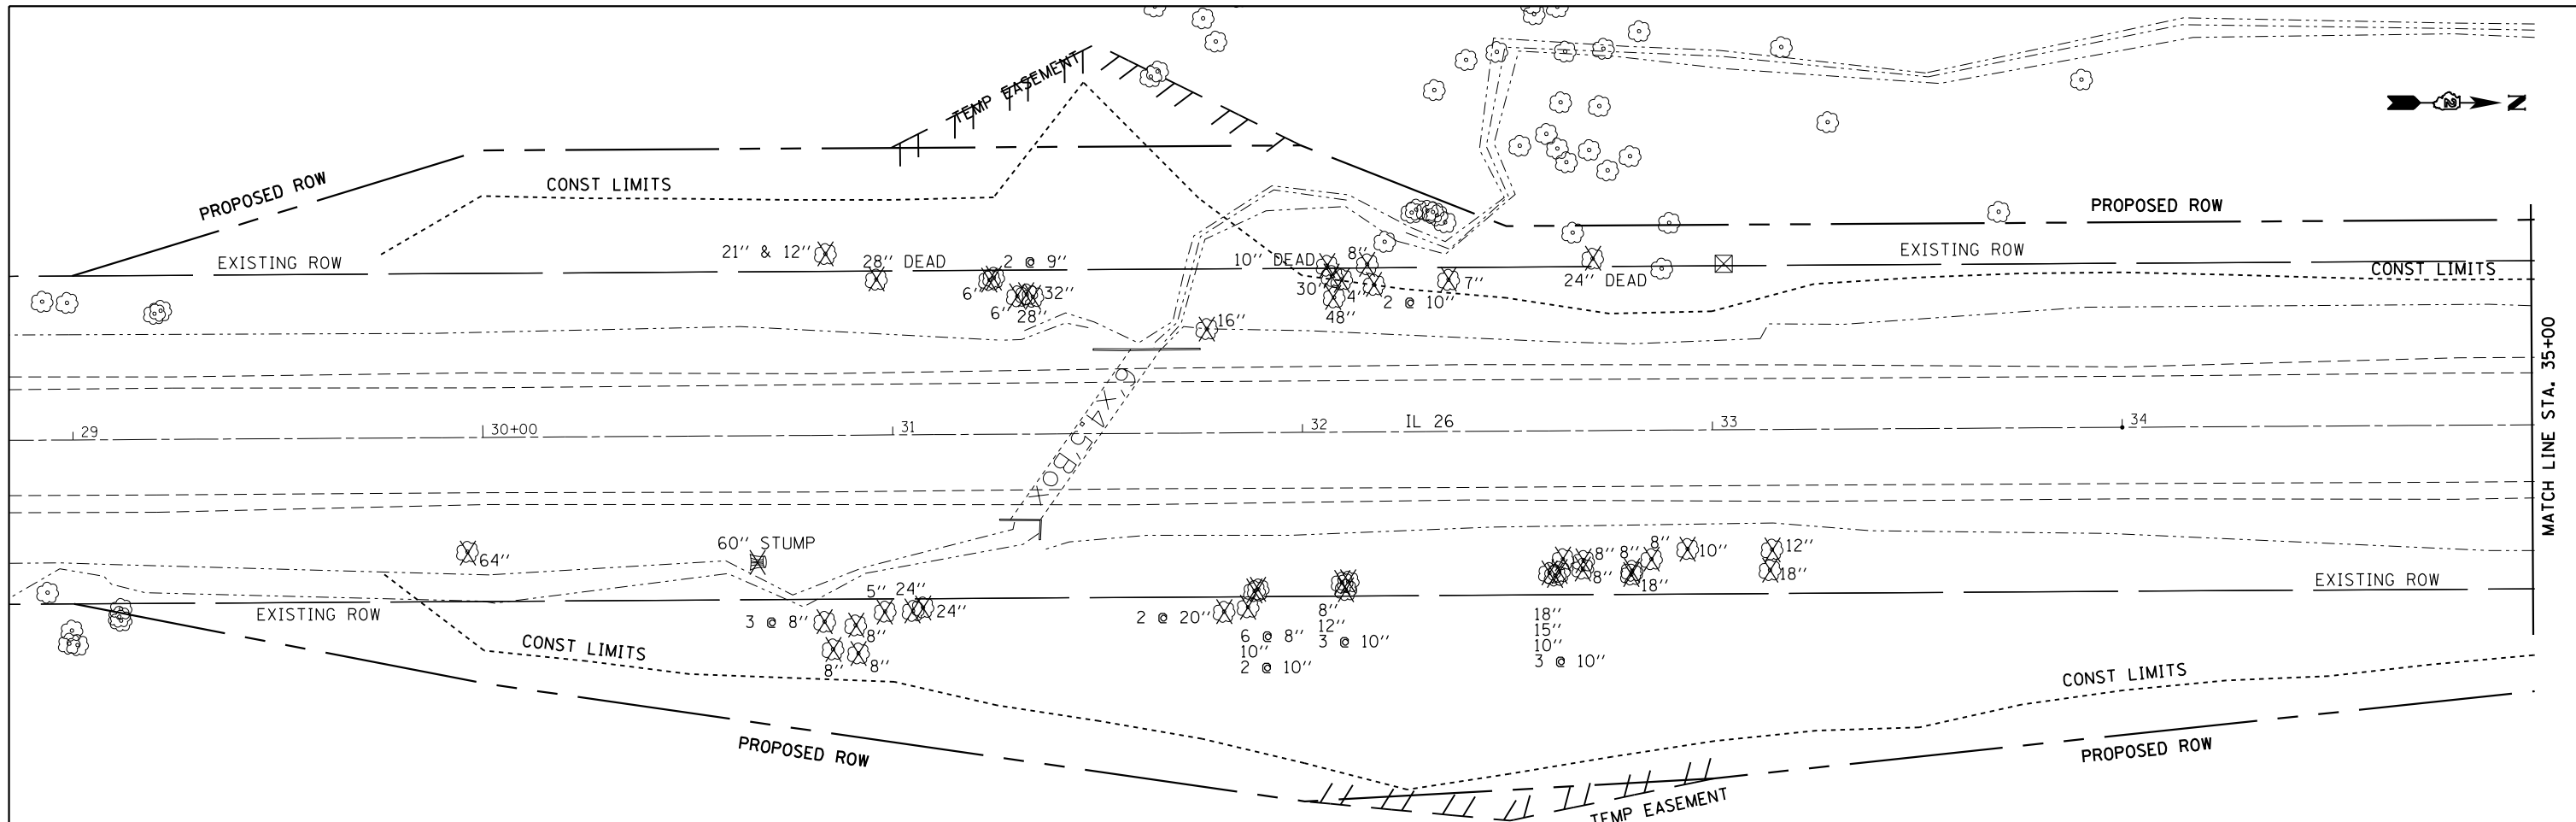 TEMP EASEMENT
N
PROPOSED ROW
CONST LIMITS
PROPOSED ROW
EXISTING ROW
21'' & 12''
28'' DEAD
2 @ 9''
10'' DEAD
8''
EXISTING ROW
CONST LIMITS
6''
32''
30''
4''
7''
24'' DEAD
6''
28''
48''
2 @ 10''
16''
6'X4.5'BOX
29
30+00
31
32
IL 26
33
34
MATCH LINE STA. 35+00
60'' STUMP
64''
8''
8''
8''
10''
12''
8''
18''
18''
EXISTING ROW
EXISTING ROW
5''
24''
24''
3 @ 8''
8''
8''
8''
2 @ 20''
6 @ 8''
10''
2 @ 10''
8''
12''
3 @ 10''
18''
15''
10''
3 @ 10''
CONST LIMITS
CONST LIMITS
PROPOSED ROW
PROPOSED ROW
TEMP EASEMENT